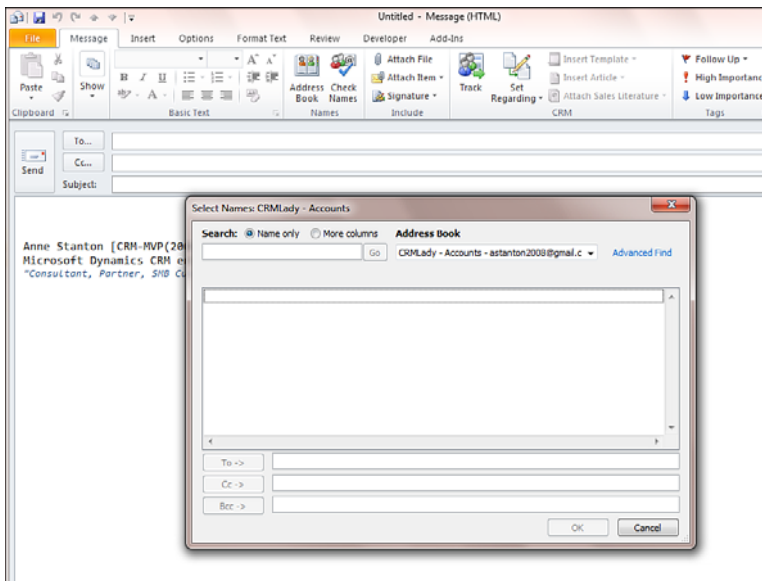 Untitled - Message (HTML)
File Message Insert Options Format Text Review Developer Add-Ins
Paste
Clipboard
Show
B I U
A
Basic Text
Address Book
Check Names
Names
Attach File
Attach Item
Signature
Include
Track
Set Regarding
Insert Template
Insert Article
Attach Sales Literature
CRM
Follow Up
High Importanc
Low Importance
Tags
Send
To...
Cc...
Subject:
Anne Stanton [CRM-MVP(20
Microsoft Dynamics CRM e
"Consultant, Partner, SMB Cu
Select Names: CRMLady - Accounts
Search: Name only More columns Address Book
Go CRMLady - Accounts - astanton2008@gmail.c Advanced Find
To ->
Cc ->
Bcc ->
OK Cancel